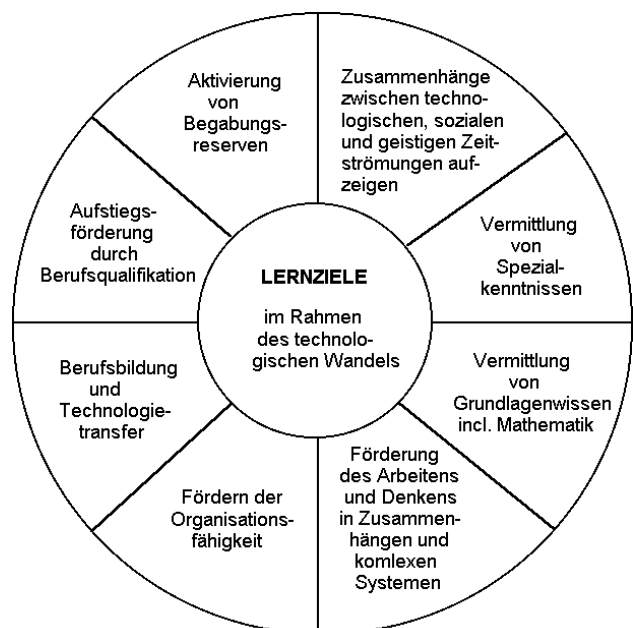 Aktivierung
von
Begabungs-
reserven
Zusammenhänge
zwischen techno-
logischen, sozialen
und geistigen Zeit-
strömungen auf-
zeigen
Aufstiegs-
förderung
durch
Berufsqualifikation
Vermittlung
von
Spezial-
kenntnissen
LERNZIELE
im Rahmen
des techno-
logischen Wandels
Berufsbildung
und
Technologie-
transfer
Vermittlung
von
Grundlagenwissen
incl. Mathematik
Fördern der
Organisations-
fähigkeit
Förderung
des Arbeitens
und Denkens
in Zusammen-
hängen und
komlexen
Systemen